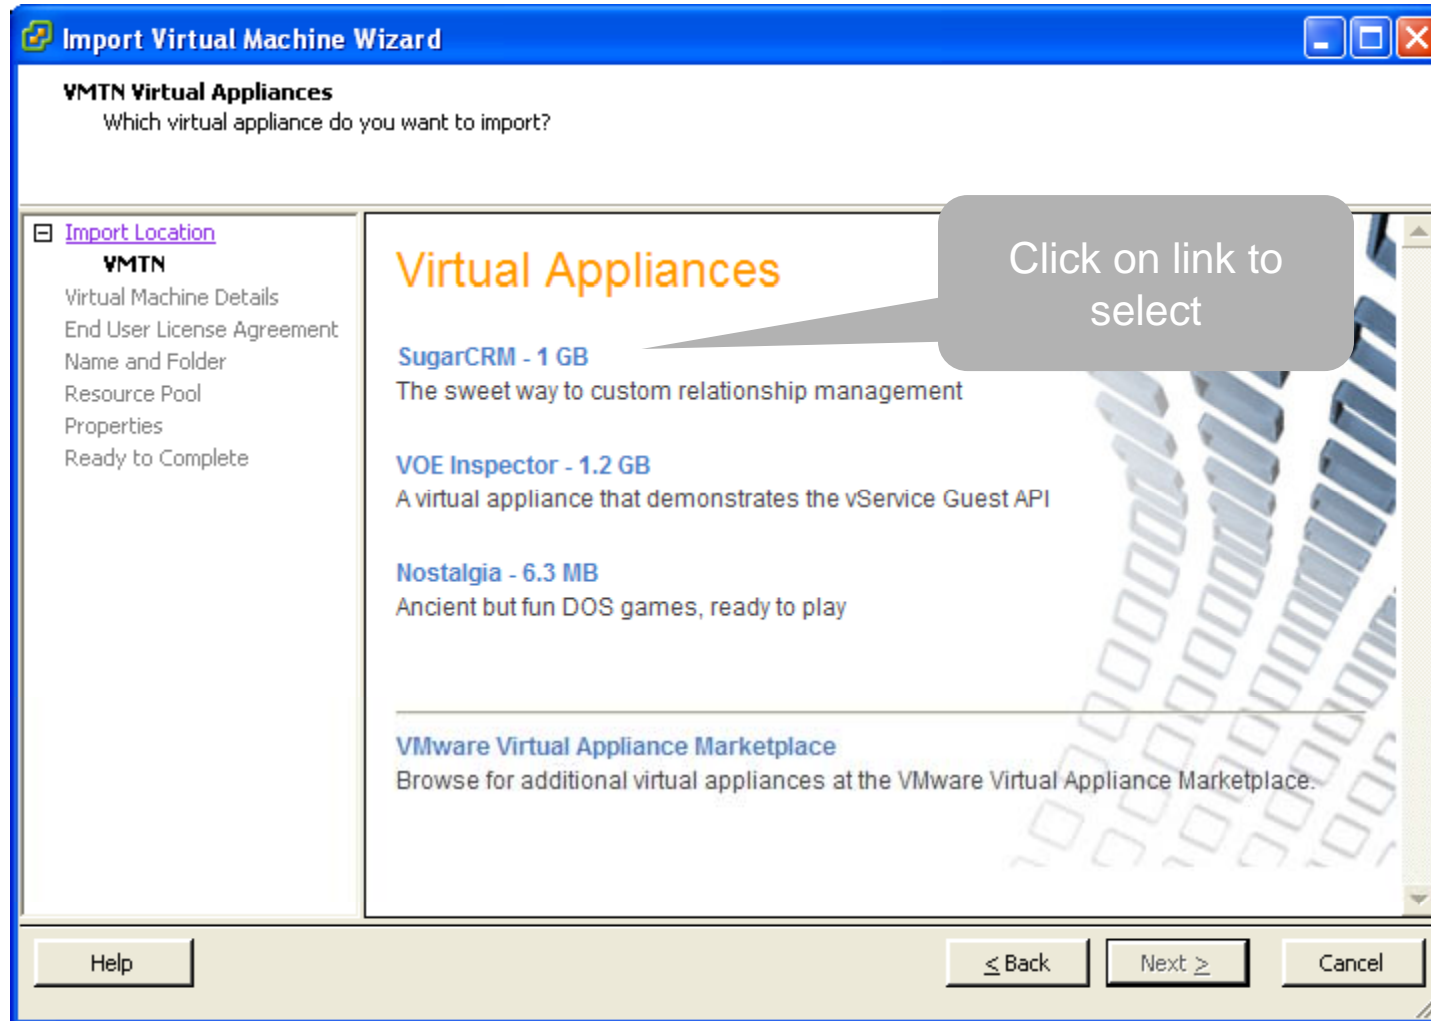 Import Virtual Machine Wizard
VMTN Virtual Appliances
Which virtual appliance do you want to import?
Import Location
VMTN
Virtual Machine Details
End User License Agreement
Name and Folder
Resource Pool
Properties
Ready to Complete
Virtual Appliances
Click on link to
select
SugarCRM - 1 GB
The sweet way to custom relationship management
VOE Inspector - 1.2 GB
A virtual appliance that demonstrates the vService Guest API
Nostalgia - 6.3 MB
Ancient but fun DOS games, ready to play
VMware Virtual Appliance Marketplace
Browse for additional virtual appliances at the VMware Virtual Appliance Marketplace.
Help
< Back
Next >
Cancel